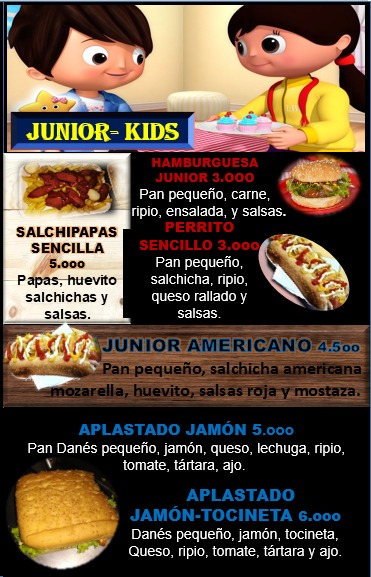 JUNIOR- KIDS
HAMBURGUESA
JUNIOR 3.000
Pan pequeño, carne,
ripio, ensalada, y salsas.
SALCHIPAPAS
SENCILLA
5.000
Papas, huevito
salchichas y
salsas.
PERRITO
SENCILLO 3.000
Pan pequeño,
salchicha, ripio,
queso rallado y
salsas.
JUNIOR AMERICANO 4.500
Pan pequeño, salchicha americana
mozarella, huevito, salsas roja y mostaza.
APLASTADO JAMÓN 5.000
Pan Danés pequeño, jamón, queso, lechuga, ripio,
tomate, tártara, ajo.
APLASTADO
JAMÓN-TOCINETA 6.000
Danés pequeño, jamón, tocineta,
Queso, ripio, tomate, tártara y ajo.